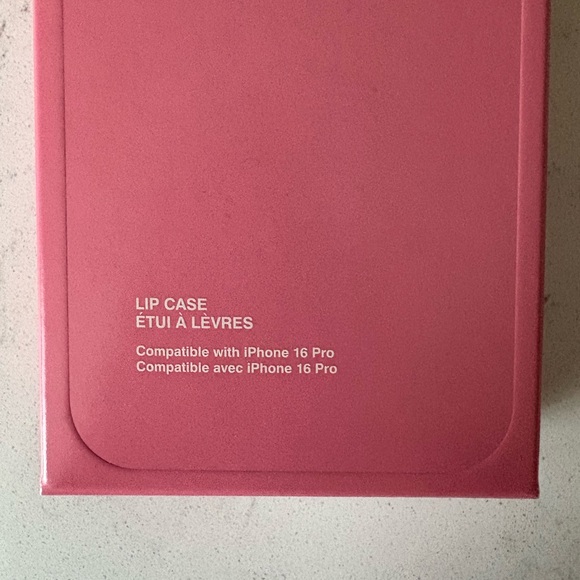 LIP CASE
ÉTUI À LÈVRES
Compatible with iPhone 16 Pro
Compatible avec iPhone 16 Pro